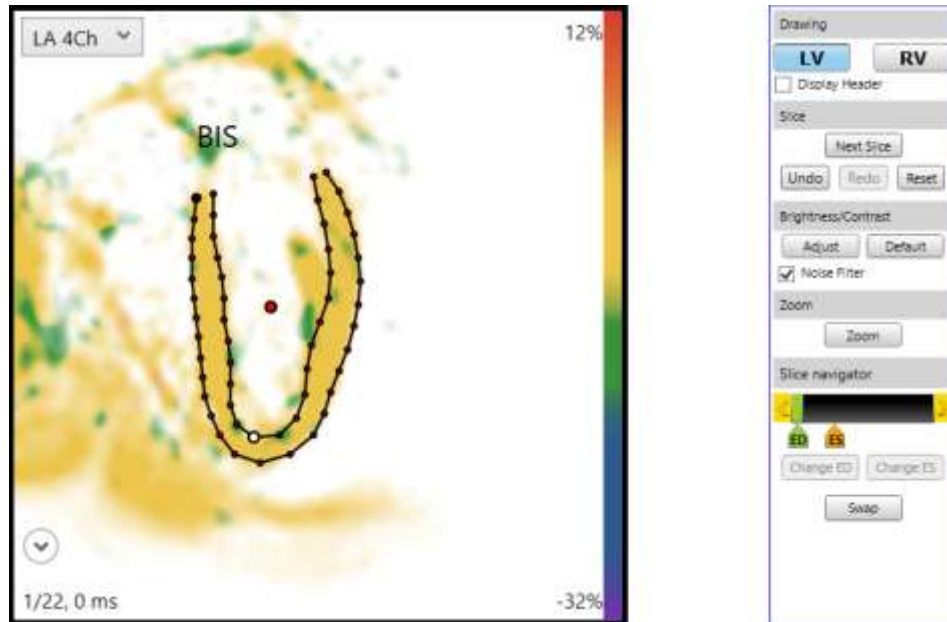 LA 4Ch
12%
BIS
1/22, 0 ms
-32%
Drawing
LV RV
Display Header
Slice
Next Slice
Undo Redo Reset
Brightness/Contrast
Adjust Default
Noise Filter
Zoom
Zoom
Slice navigator
ED ES
Change ED Change ES
Swap